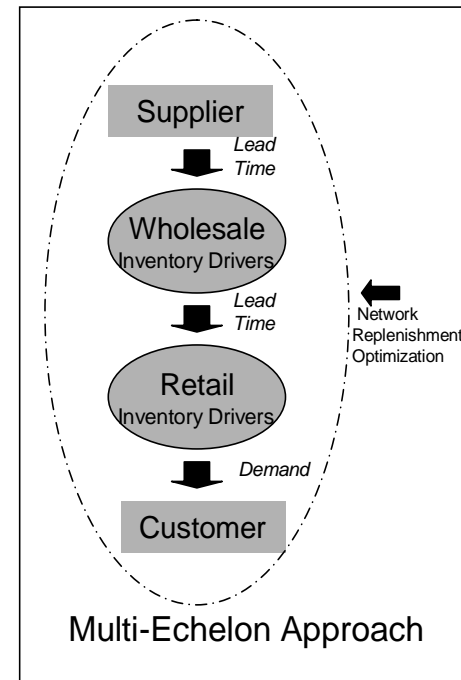 Supplier
Lead
Time
Wholesale
Inventory Drivers
Lead
Time
Network
Replenishment
Optimization
Retail
Inventory Drivers
Demand
Customer
Multi-Echelon Approach